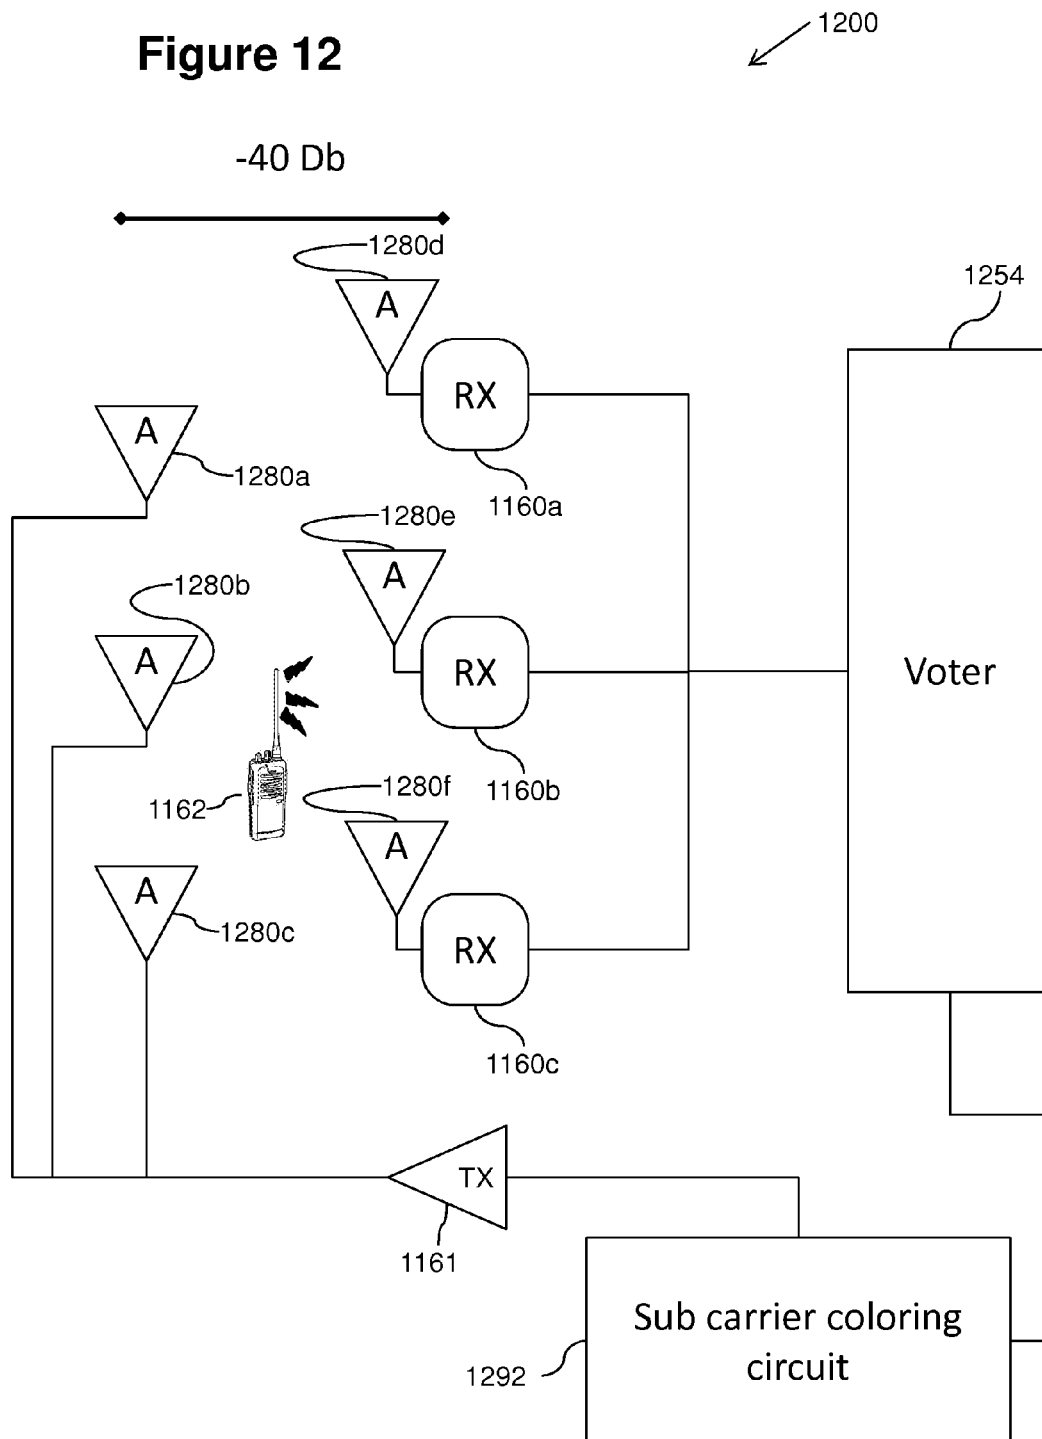 Figure 12
1200
-40 Db
1280d
A
1254
RX
A
1280a
1160a
1280e
A
1280b
A
RX
Voter
1162
1280f
1160b
A
A
1280c
RX
1160c
TX
1161
Sub carrier coloring
circuit
1292